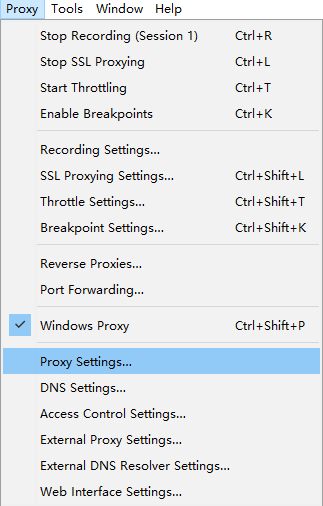 Proxy Tools Window Help
Stop Recording (Session 1) Ctrl+R
Stop SSL Proxying Ctrl+L
Start Throttling Ctrl+T
Enable Breakpoints Ctrl+K
Recording Settings...
SSL Proxying Settings... Ctrl+Shift+L
Throttle Settings... Ctrl+Shift+T
Breakpoint Settings... Ctrl+Shift+K
Reverse Proxies...
Port Forwarding...
Windows Proxy Ctrl+Shift+P
Proxy Settings...
DNS Settings...
Access Control Settings...
External Proxy Settings...
External DNS Resolver Settings...
Web Interface Settings...